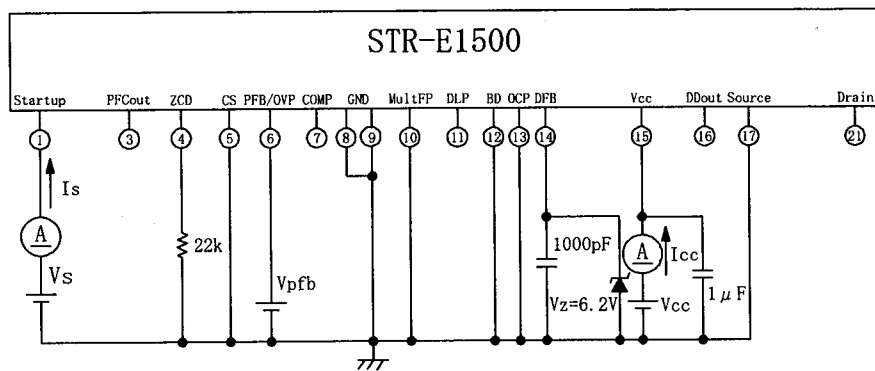 STR-E1500
Startup PFCout ZCD CS PFB/OVP COMP GND MultFP DLP BD OCP DFB Vcc DDout Source Drain
1 3 4 5 6 7 8 9 10 11 12 13 14 15 16 17 21
Is
A
Vs
22k
Vpfb
1000pF
Vz=6.2V
A
Icc
Vcc
1μF